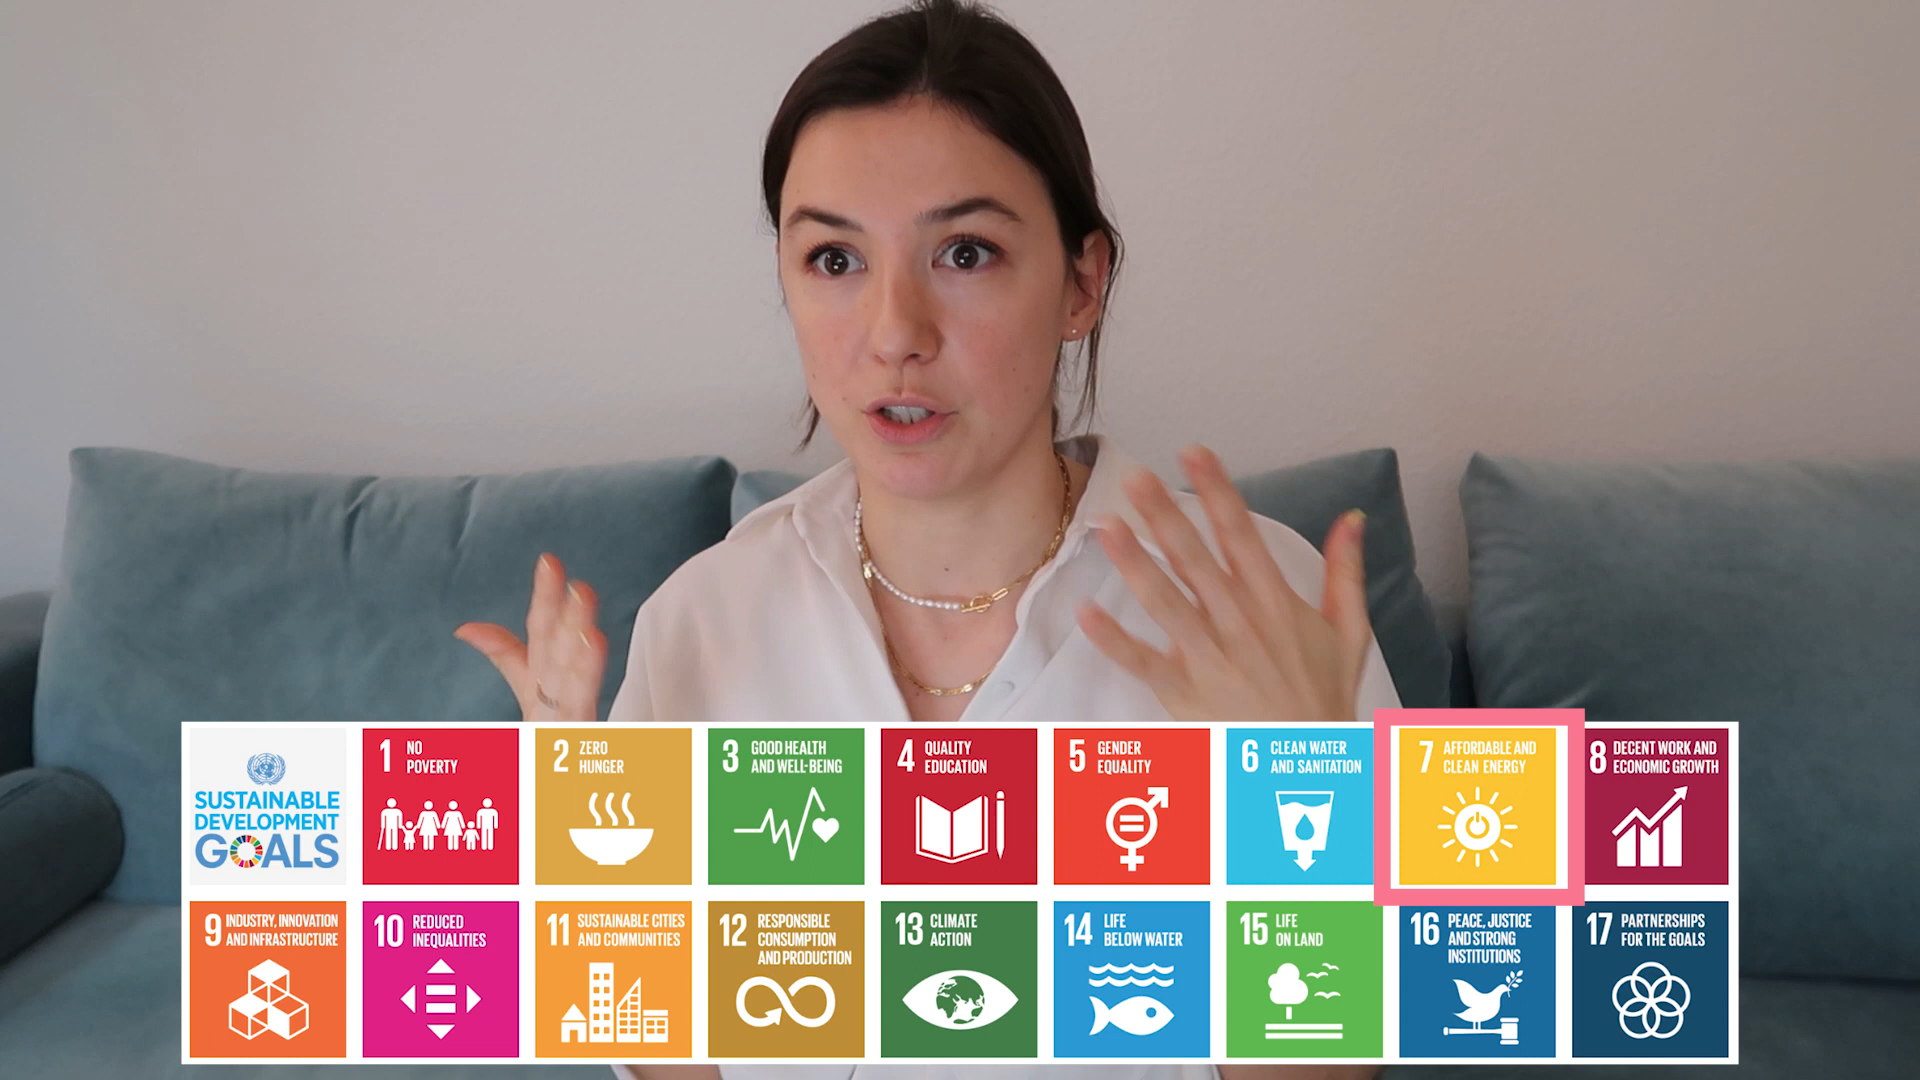 SUSTAINABLE
DEVELOPMENT
GOALS
1 NO
POVERTY
2 ZERO
HUNGER
3 GOOD HEALTH
AND WELL-BEING
4 QUALITY
EDUCATION
5 GENDER
EQUALITY
6 CLEAN WATER
AND SANITATION
7 AFFORDABLE AND
CLEAN ENERGY
8 DECENT WORK AND
ECONOMIC GROWTH
9 INDUSTRY, INNOVATION
AND INFRASTRUCTURE
10 REDUCED
INEQUALITIES
11 SUSTAINABLE CITIES
AND COMMUNITIES
12 RESPONSIBLE
CONSUMPTION
AND PRODUCTION
13 CLIMATE
ACTION
14 LIFE
BELOW WATER
15 LIFE
ON LAND
16 PEACE, JUSTICE
AND STRONG
INSTITUTIONS
17 PARTNERSHIPS
FOR THE GOALS